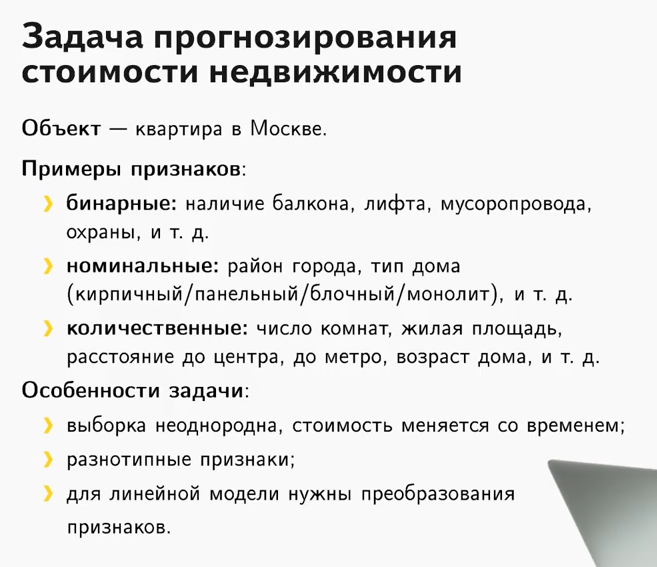 Задача прогнозирования
стоимости недвижимости
Объект — квартира в Москве.
Примеры признаков:
❯ бинарные: наличие балкона, лифта, мусоропровода,
охраны, и т. д.
❯ номинальные: район города, тип дома
(кирпичный/панельный/блочный/монолит), и т. д.
❯ количественные: число комнат, жилая площадь,
расстояние до центра, до метро, возраст дома, и т. д.
Особенности задачи:
❯ выборка неоднородна, стоимость меняется со временем;
❯ разнотипные признаки;
❯ для линейной модели нужны преобразования
признаков.